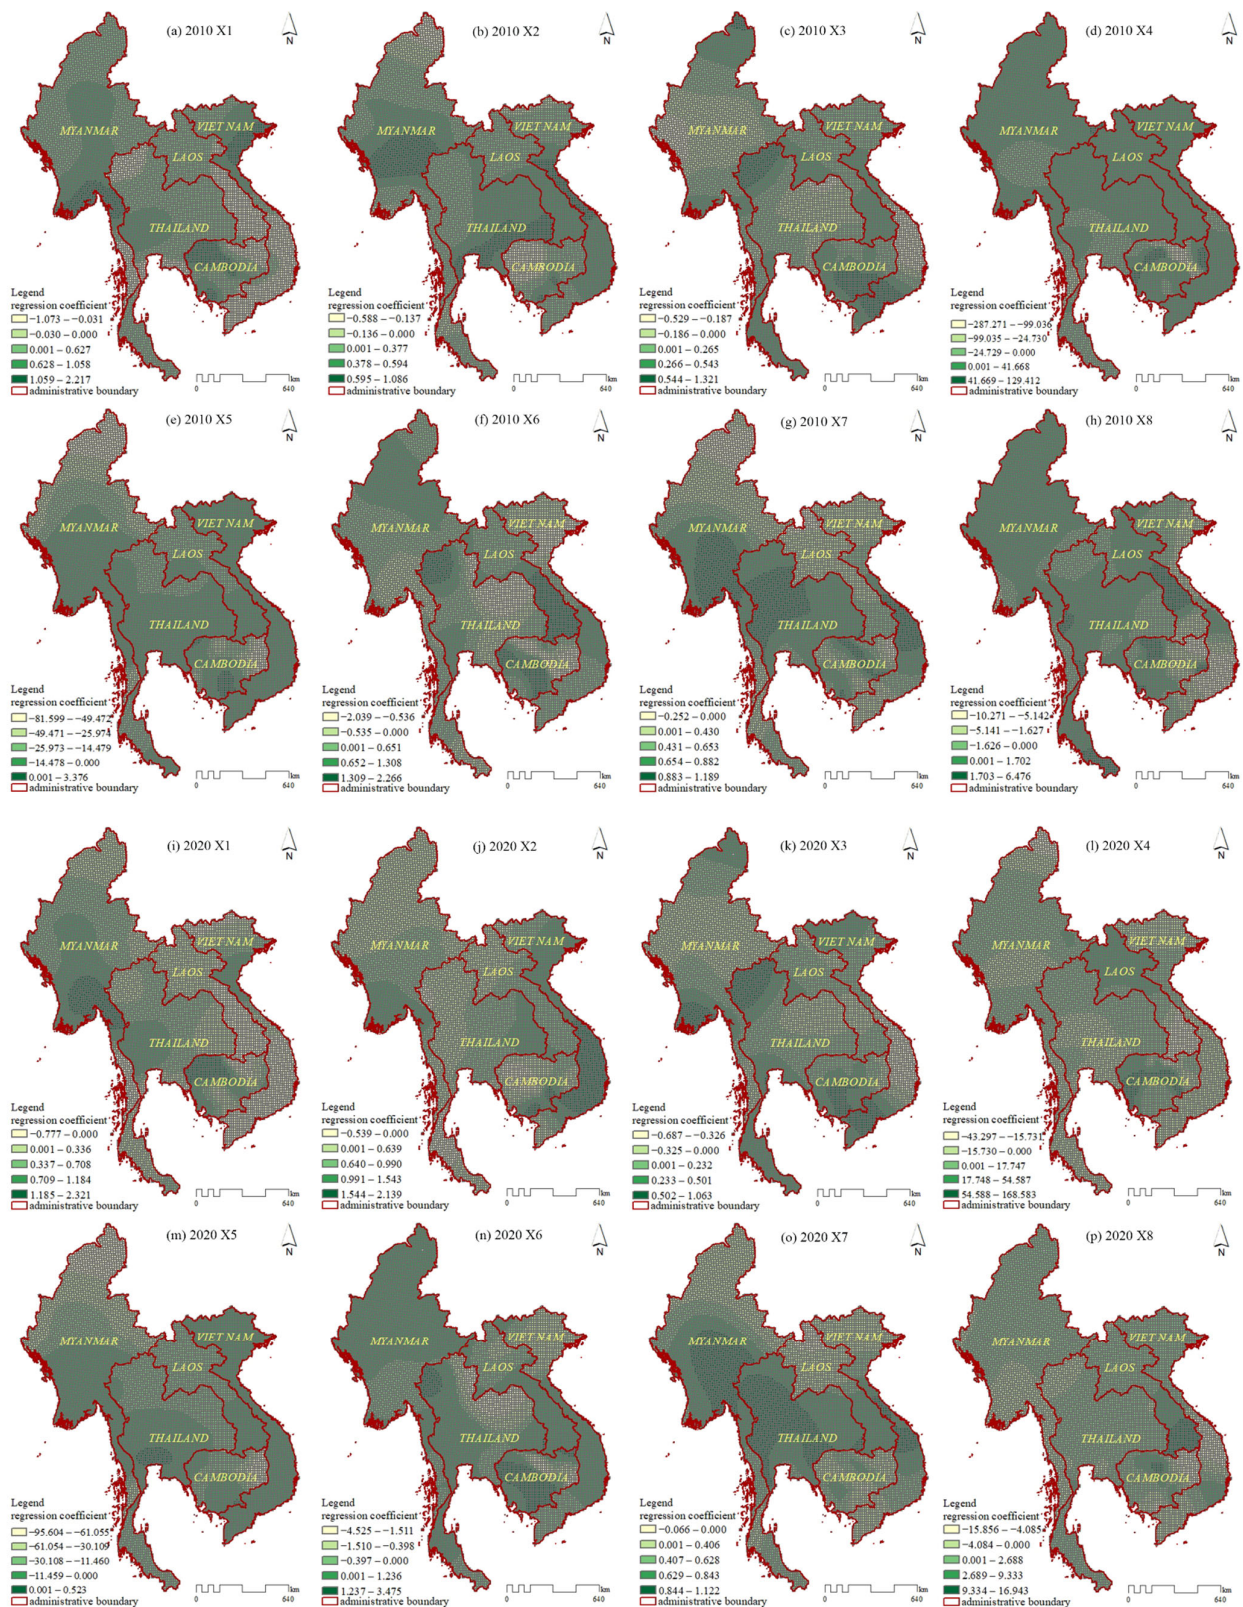 (a) 2010 X1
N
MYANMAR
VIET NAM
LAOS
THAILAND
CAMBODIA
Legend
regression coefficient
−1.073 – −0.031
−0.030 – 0.000
0.001 – 0.627
0.628 – 1.058
1.059 – 2.217
administrative boundary
km
0 640
(b) 2010 X2
N
MYANMAR
VIET NAM
LAOS
THAILAND
CAMBODIA
Legend
regression coefficient
−0.588 – −0.137
−0.136 – 0.000
0.001 – 0.377
0.378 – 0.594
0.595 – 1.086
administrative boundary
km
0 640
(c) 2010 X3
N
MYANMAR
VIET NAM
LAOS
THAILAND
CAMBODIA
Legend
regression coefficient
−0.529 – −0.187
−0.186 – 0.000
0.001 – 0.265
0.266 – 0.543
0.544 – 1.321
administrative boundary
km
0 640
(d) 2010 X4
N
MYANMAR
VIET NAM
LAOS
THAILAND
CAMBODIA
Legend
regression coefficient
−287.271 – −99.036
−99.035 – −24.730
−24.729 – 0.000
0.001 – 41.668
41.669 – 129.412
administrative boundary
km
0 640
(e) 2010 X5
N
MYANMAR
VIET NAM
LAOS
THAILAND
CAMBODIA
Legend
regression coefficient
−81.599 – −49.472
−49.471 – −25.974
−25.973 – −14.479
−14.478 – 0.000
0.001 – 3.376
administrative boundary
km
0 640
(f) 2010 X6
N
MYANMAR
VIET NAM
LAOS
THAILAND
CAMBODIA
Legend
regression coefficient
−2.039 – −0.536
−0.535 – 0.000
0.001 – 0.651
0.652 – 1.308
1.309 – 2.266
administrative boundary
km
0 640
(g) 2010 X7
N
MYANMAR
VIET NAM
LAOS
THAILAND
CAMBODIA
Legend
regression coefficient
−0.252 – 0.000
0.001 – 0.430
0.431 – 0.653
0.654 – 0.882
0.883 – 1.189
administrative boundary
km
0 640
(h) 2010 X8
N
MYANMAR
VIET NAM
LAOS
THAILAND
CAMBODIA
Legend
regression coefficient
−10.271 – −5.142
−5.141 – −1.627
−1.626 – 0.000
0.001 – 1.702
1.703 – 6.476
administrative boundary
km
0 640
(i) 2020 X1
N
MYANMAR
VIET NAM
LAOS
THAILAND
CAMBODIA
Legend
regression coefficient
−0.777 – 0.000
0.001 – 0.336
0.337 – 0.708
0.709 – 1.184
1.185 – 2.321
administrative boundary
km
0 640
(j) 2020 X2
N
MYANMAR
VIET NAM
LAOS
THAILAND
CAMBODIA
Legend
regression coefficient
−0.539 – 0.000
0.001 – 0.639
0.640 – 0.990
0.991 – 1.543
1.544 – 2.139
administrative boundary
km
0 640
(k) 2020 X3
N
MYANMAR
VIET NAM
LAOS
THAILAND
CAMBODIA
Legend
regression coefficient
−0.687 – −0.326
−0.325 – 0.000
0.001 – 0.232
0.233 – 0.501
0.502 – 1.063
administrative boundary
km
0 640
(l) 2020 X4
N
MYANMAR
VIET NAM
LAOS
THAILAND
CAMBODIA
Legend
regression coefficient
−43.297 – −15.731
−15.730 – 0.000
0.001 – 17.747
17.748 – 54.587
54.588 – 168.583
administrative boundary
km
0 640
(m) 2020 X5
N
MYANMAR
VIET NAM
LAOS
THAILAND
CAMBODIA
Legend
regression coefficient
−95.604 – −61.055
−61.054 – −30.109
−30.108 – −11.460
−11.459 – 0.000
0.001 – 0.523
administrative boundary
km
0 640
(n) 2020 X6
N
MYANMAR
VIET NAM
LAOS
THAILAND
CAMBODIA
Legend
regression coefficient
−4.525 – −1.511
−1.510 – −0.398
−0.397 – 0.000
0.001 – 1.236
1.237 – 3.475
administrative boundary
km
0 640
(o) 2020 X7
N
MYANMAR
VIET NAM
LAOS
THAILAND
CAMBODIA
Legend
regression coefficient
−0.066 – 0.000
0.001 – 0.406
0.407 – 0.628
0.629 – 0.843
0.844 – 1.122
administrative boundary
km
0 640
(p) 2020 X8
N
MYANMAR
VIET NAM
LAOS
THAILAND
CAMBODIA
Legend
regression coefficient
−15.856 – −4.085
−4.084 – 0.000
0.001 – 2.688
2.689 – 9.333
9.334 – 16.943
administrative boundary
km
0 640